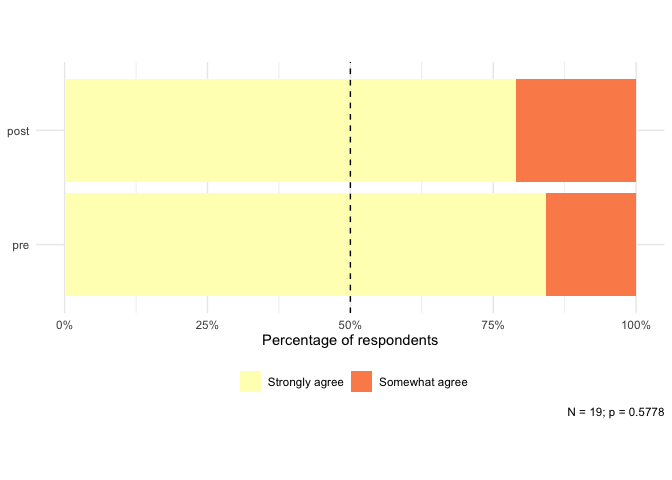 post
pre
0% 25% 50% 75% 100%
Percentage of respondents
Strongly agree Somewhat agree
N = 19; p = 0.5778